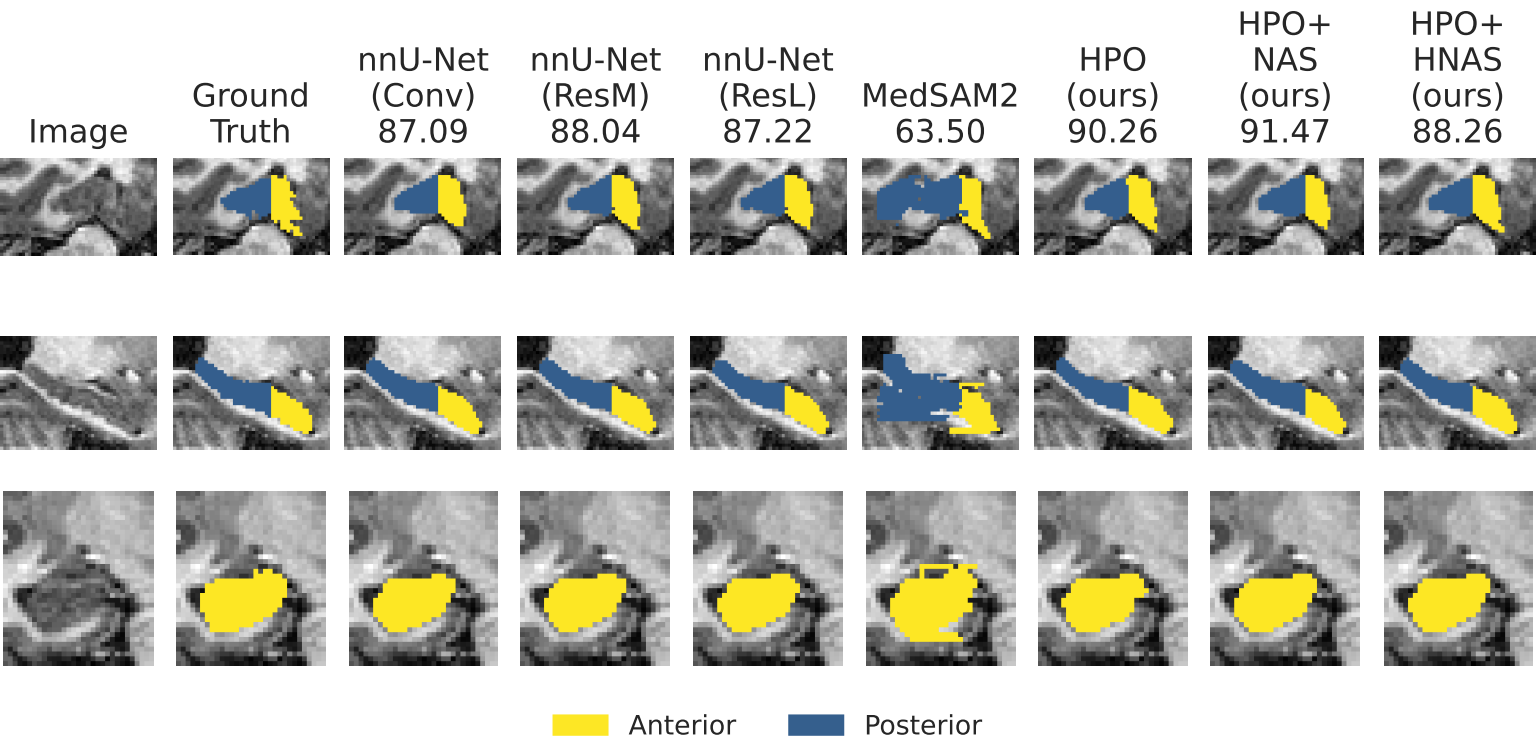 Image
Ground
Truth
nnU-Net
(Conv)
87.09
nnU-Net
(ResM)
88.04
nnU-Net
(ResL)
87.22
MedSAM2
63.50
HPO
(ours)
90.26
HPO+
NAS
(ours)
91.47
HPO+
HNAS
(ours)
88.26
Anterior
Posterior